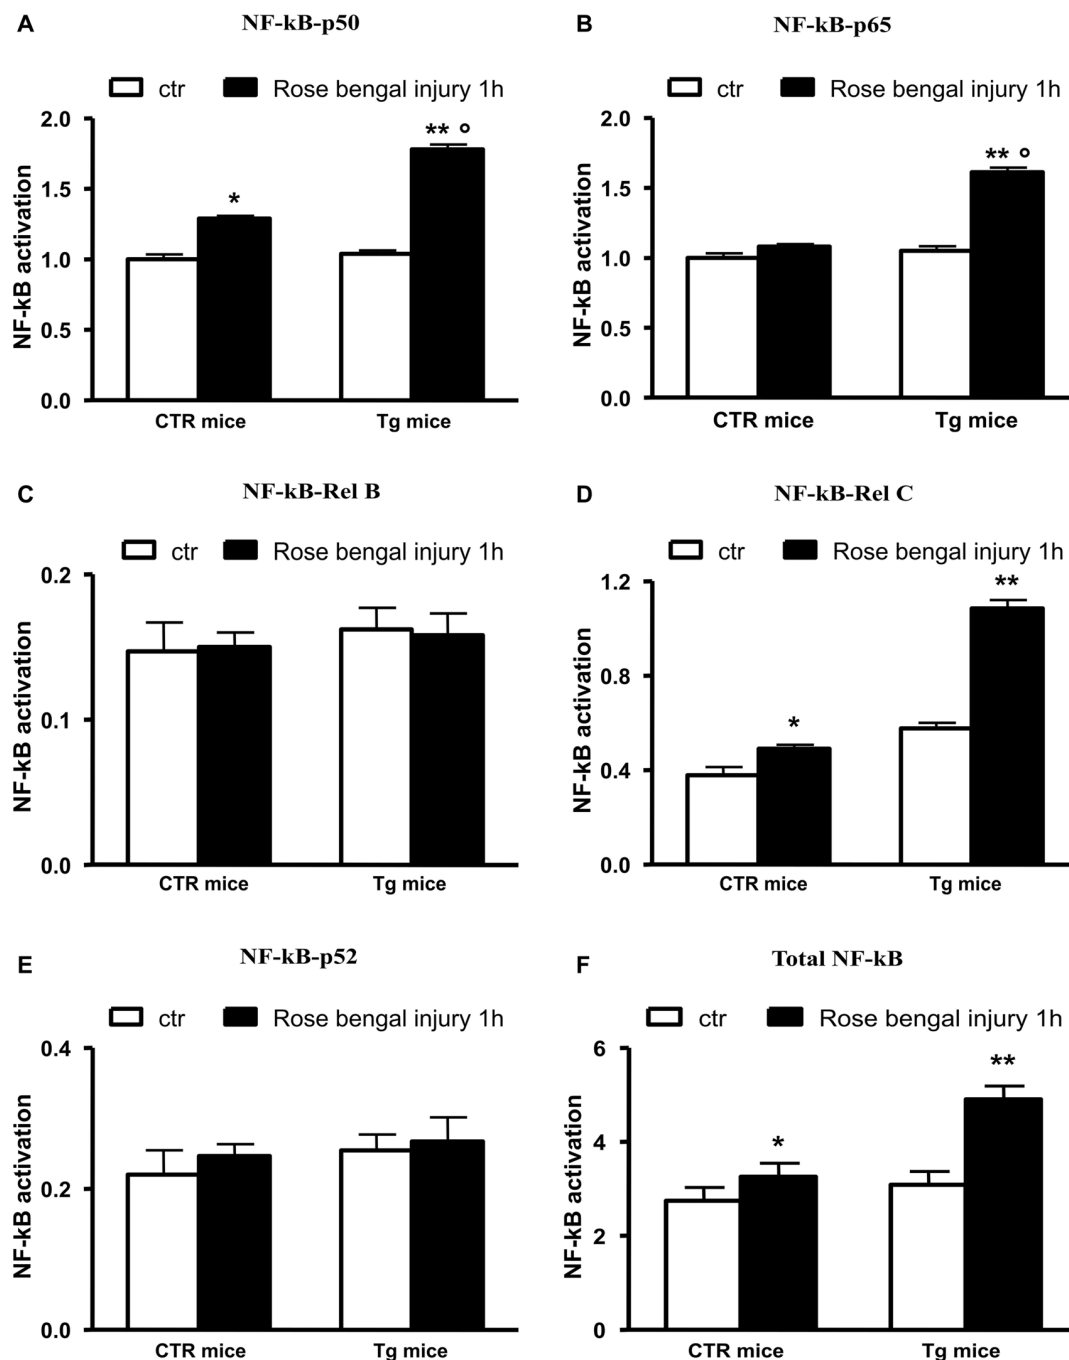 A
NF-kB-p50
ctr
Rose bengal injury 1h
NF-kB activation
2.0
1.5
1.0
0.5
0.0
*
** °
CTR mice
Tg mice
B
NF-kB-p65
ctr
Rose bengal injury 1h
NF-kB activation
2.0
1.5
1.0
0.5
0.0
** °
CTR mice
Tg mice
C
NF-kB-Rel B
ctr
Rose bengal injury 1h
NF-kB activation
0.2
0.1
0.0
CTR mice
Tg mice
D
NF-kB-Rel C
ctr
Rose bengal injury 1h
NF-kB activation
1.2
0.8
0.4
0.0
*
**
CTR mice
Tg mice
E
NF-kB-p52
ctr
Rose bengal injury 1h
NF-kB activation
0.4
0.2
0.0
CTR mice
Tg mice
F
Total NF-kB
ctr
Rose bengal injury 1h
NF-kB activation
6
4
2
0
*
**
CTR mice
Tg mice